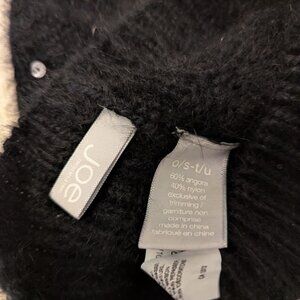 Joe
o/s-t/u
60% angora
40% nylon
exclusive of
trimming /
garniture non
comprise
made in china
fabriqué en chine